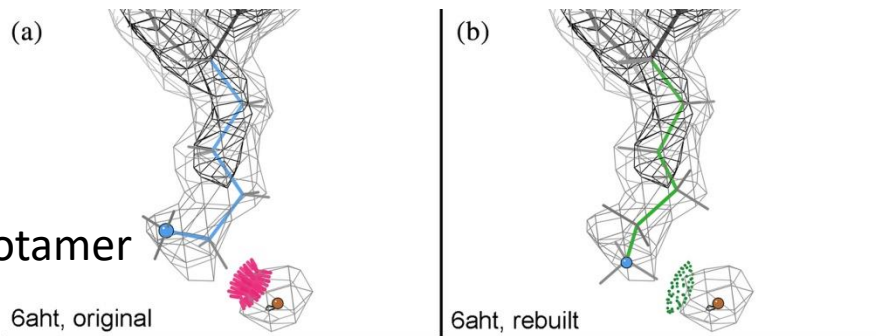 (a)
(b)
otamer
6aht, original
6aht, rebuilt